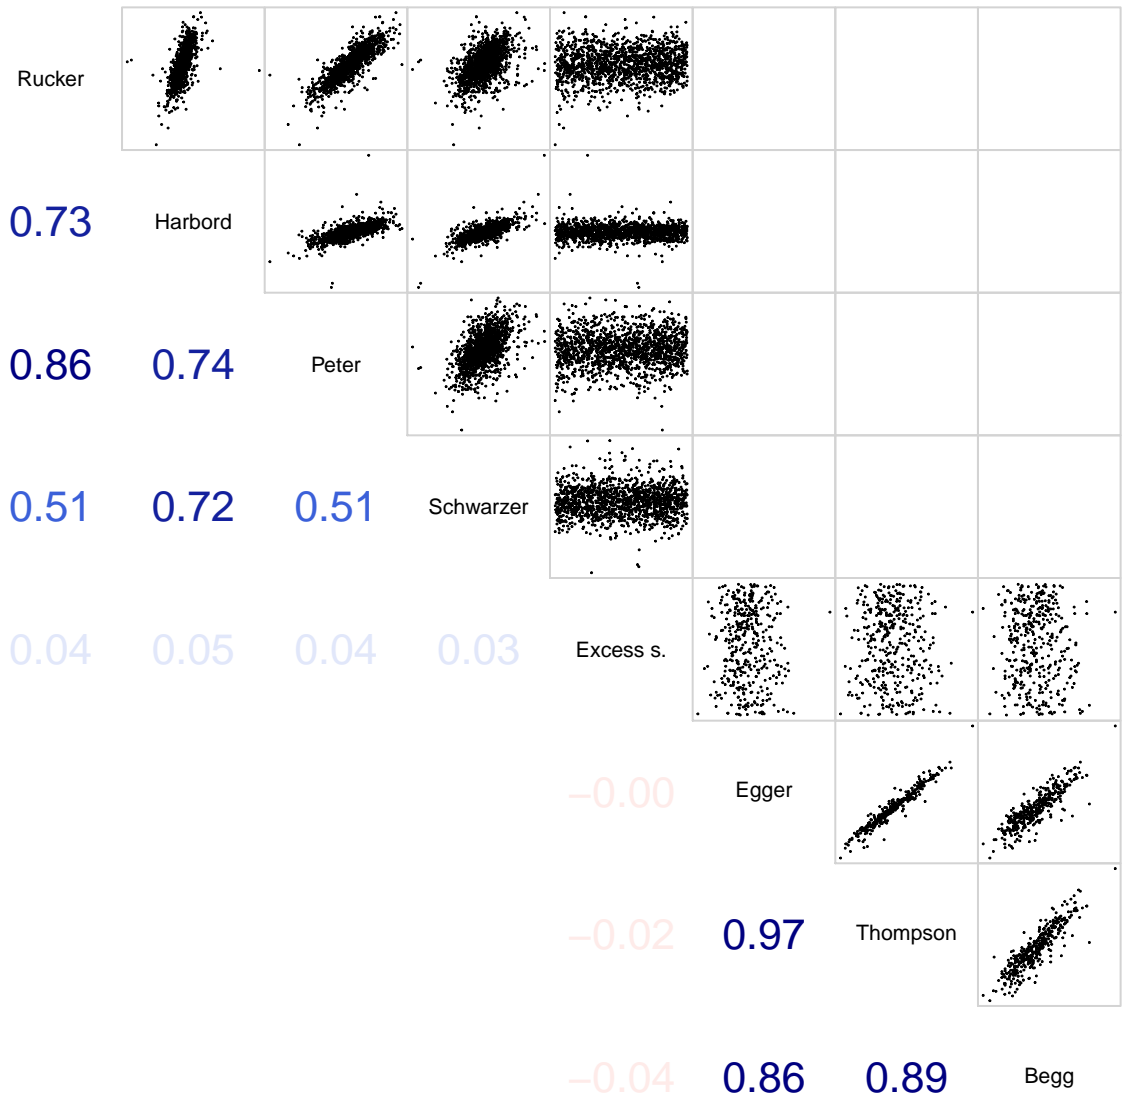 Rucker
0.73 Harbord
0.86 0.74 Peter
0.51 0.72 0.51 Schwarzer
0.04 0.05 0.04 0.03 Excess s.
−0.00 Egger
−0.02 0.97 Thompson
−0.04 0.86 0.89 Begg